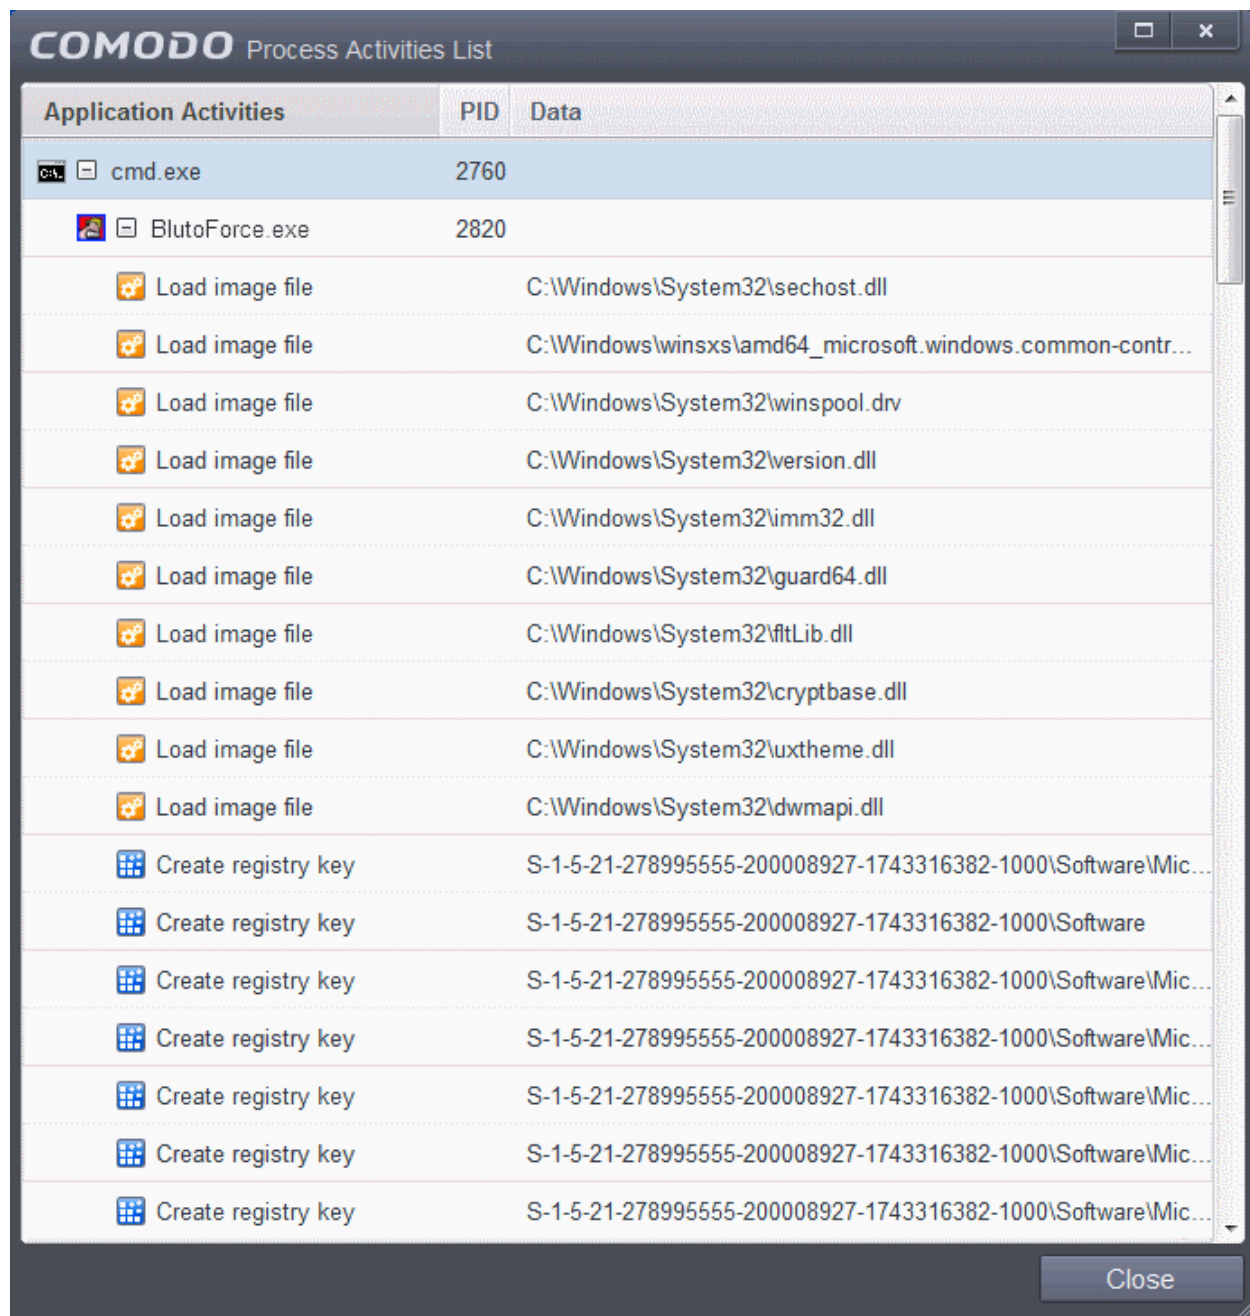 COMODO Process Activities List
Application Activities PID Data
cmd.exe 2760
BlutoForce.exe 2820
Load image file C:\Windows\System32\sechost.dll
Load image file C:\Windows\winsxs\amd64_microsoft.windows.common-contr...
Load image file C:\Windows\System32\winspool.drv
Load image file C:\Windows\System32\version.dll
Load image file C:\Windows\System32\imm32.dll
Load image file C:\Windows\System32\guard64.dll
Load image file C:\Windows\System32\fltLib.dll
Load image file C:\Windows\System32\cryptbase.dll
Load image file C:\Windows\System32\uxtheme.dll
Load image file C:\Windows\System32\dwmapi.dll
Create registry key S-1-5-21-278995555-200008927-1743316382-1000\Software\Mic...
Create registry key S-1-5-21-278995555-200008927-1743316382-1000\Software
Create registry key S-1-5-21-278995555-200008927-1743316382-1000\Software\Mic...
Create registry key S-1-5-21-278995555-200008927-1743316382-1000\Software\Mic...
Create registry key S-1-5-21-278995555-200008927-1743316382-1000\Software\Mic...
Create registry key S-1-5-21-278995555-200008927-1743316382-1000\Software\Mic...
Create registry key S-1-5-21-278995555-200008927-1743316382-1000\Software\Mic...
Close